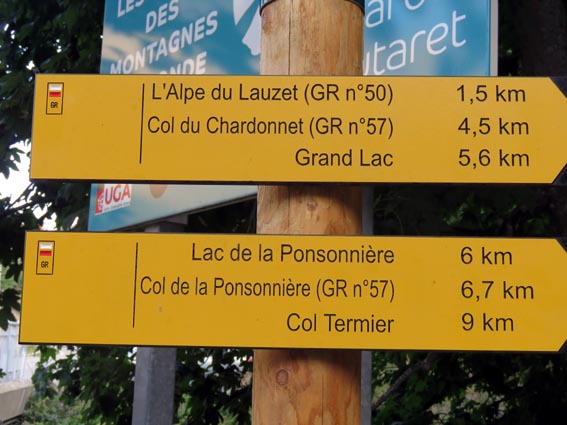 LES
DES
MONTAGNES
L'Alpe du Lauzet (GR n°50) 1,5 km
Col du Chardonnet (GR n°57) 4,5 km
Grand Lac 5,6 km
GR
UGA
Lac de la Ponsonnière 6 km
Col de la Ponsonnière (GR n°57) 6,7 km
Col Termier 9 km
GR